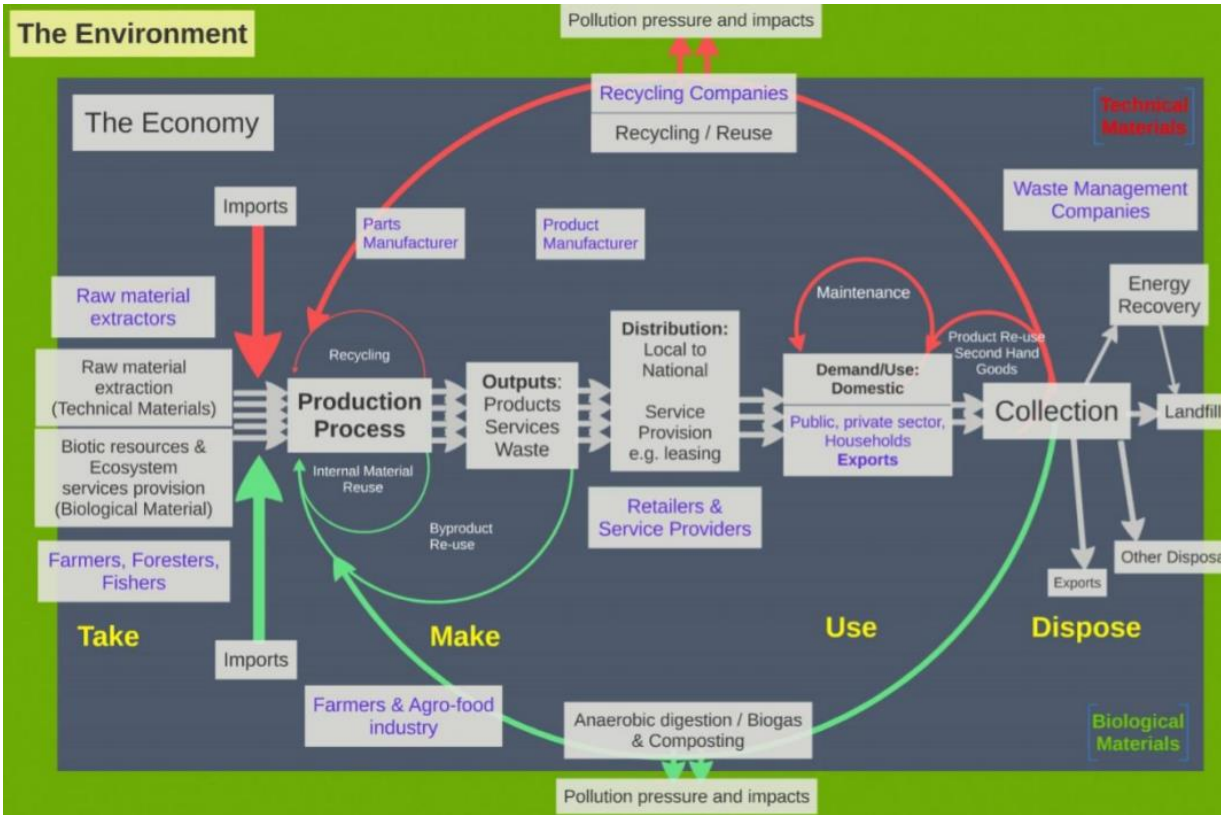 The Environment
Pollution pressure and impacts
The Economy
Recycling Companies
Recycling / Reuse
Technical
Materials
Imports
Parts
Manufacturer
Product
Manufacturer
Waste Management
Companies
Raw material
extractors
Raw material
extraction
(Technical Materials)
Biotic resources &
Ecosystem
services provision
(Biological Material)
Farmers, Foresters,
Fishers
Recycling
Production
Process
Internal Material
Reuse
Outputs:
Products
Services
Waste
Byproduct
Re-use
Distribution:
Local to
National
Service
Provision
e.g. leasing
Retailers &
Service Providers
Maintenance
Demand/Use:
Domestic
Public, private sector,
Households
Exports
Product Re-use
Second Hand
Goods
Collection
Energy
Recovery
Landfill
Other Disposa
Exports
Take
Make
Use
Dispose
Imports
Farmers & Agro-food
industry
Anaerobic digestion / Biogas
& Composting
Biological
Materials
Pollution pressure and impacts